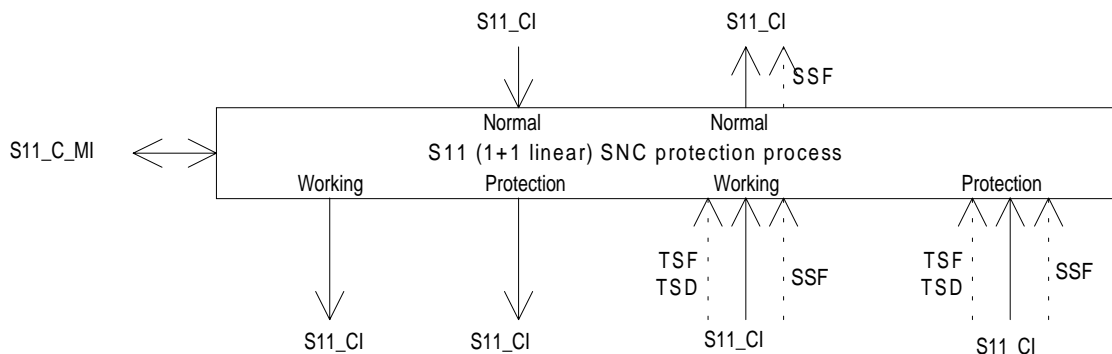 S11_CI S11_CI
SSF
Normal Normal
S11_C_MI
S11 (1+1 linear) SNC protection process
Working Protection Working Protection
TSF SSF TSF SSF
TSD TSD
S11_CI S11_CI S11_CI S11_CI